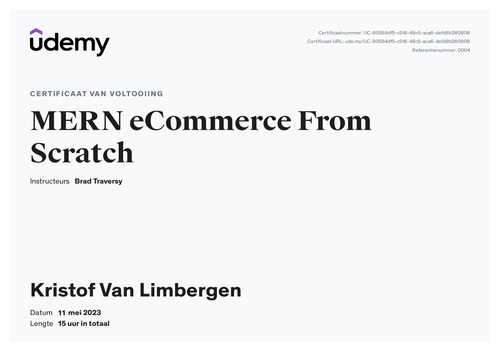 udemy
Certificaatnummer: UC-80584df5-c516-48c5-aca6-defd8b260808
Certificaat-URL: ude.my/UC-80584df5-c516-48c5-aca6-defd8b260808
Referentienummer: 0004
CERTIFICAAT VAN VOLTOOIING
MERN eCommerce From
Scratch
Instructeurs Brad Traversy
Kristof Van Limbergen
Datum 11 mei 2023
Lengte 15 uur in totaal